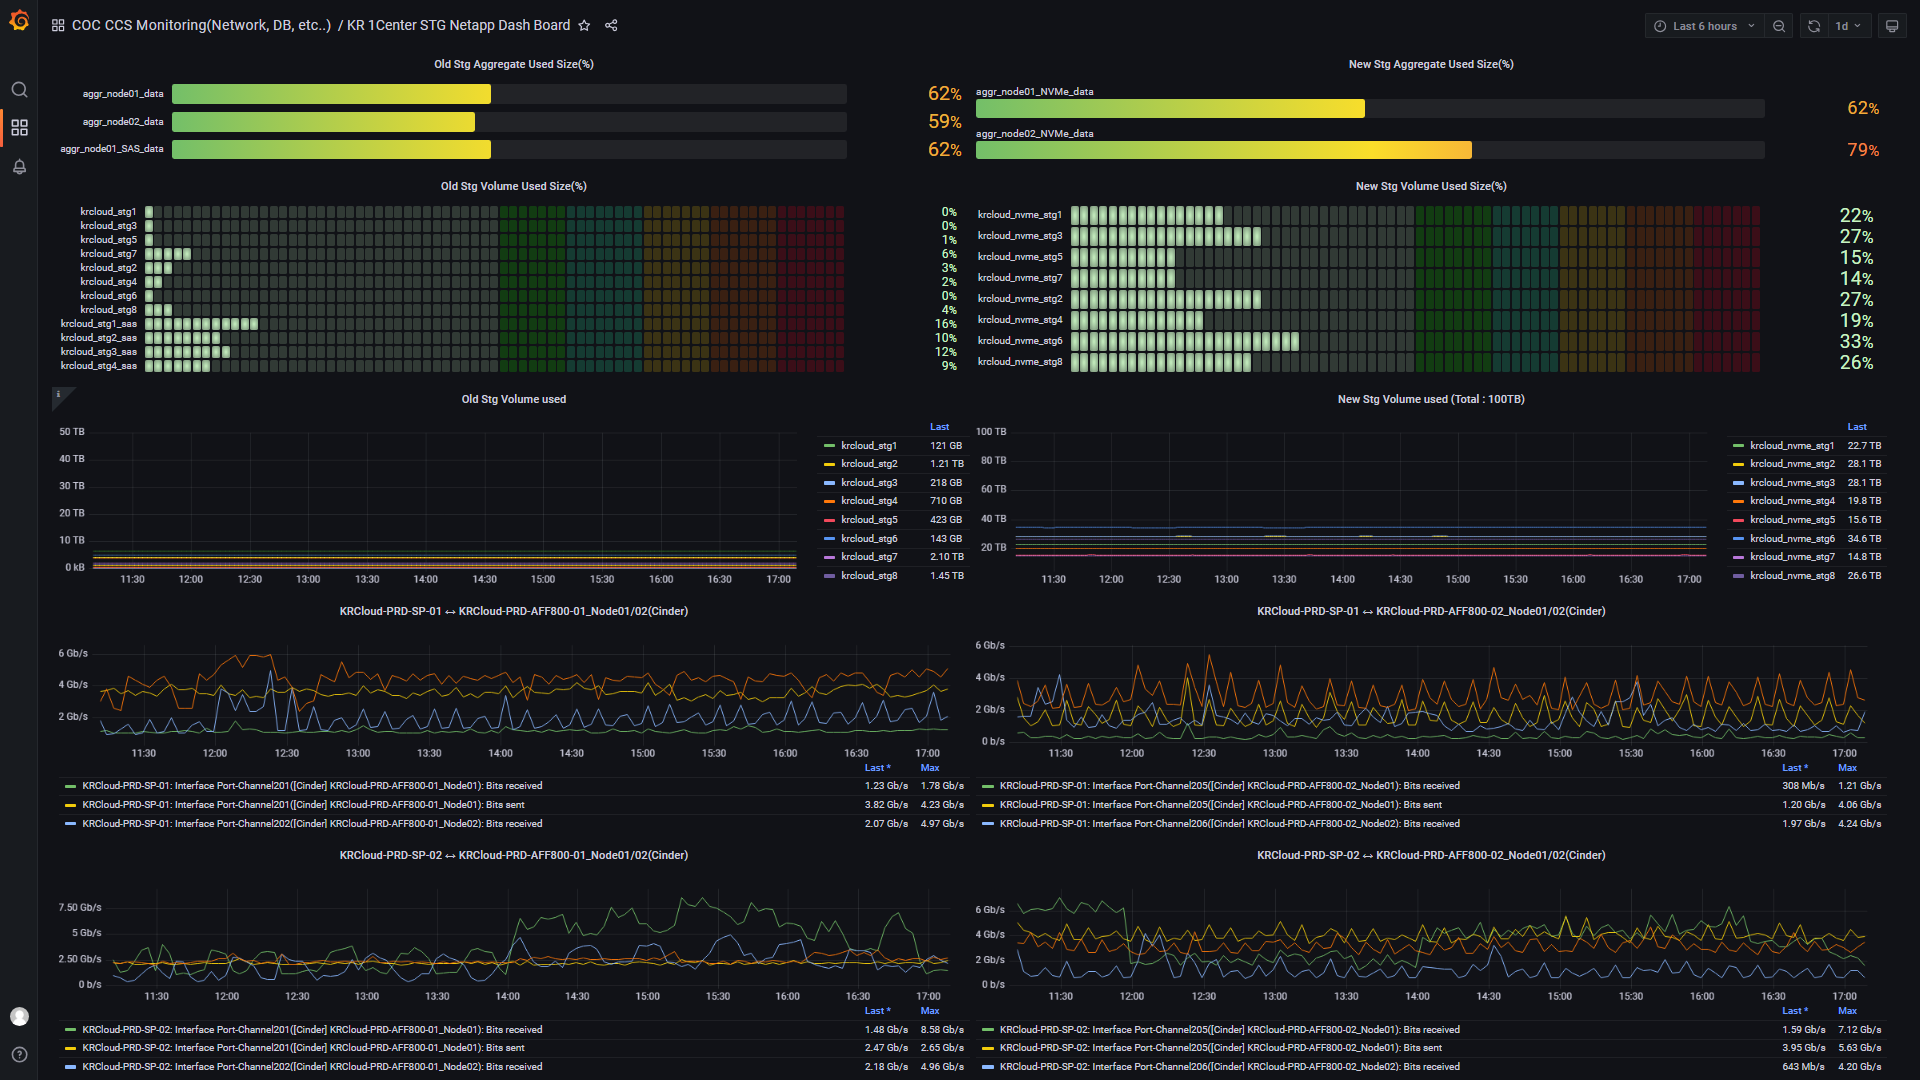 COC CCS Monitoring(Network, DB, etc..) / KR 1Center STG Netapp Dash Board
Last 6 hours
1d
Old Stg Aggregate Used Size(%)
aggr_node01_data 62%
aggr_node02_data 59%
aggr_node01_SAS_data 62%
New Stg Aggregate Used Size(%)
aggr_node01_NVMe_data
62%
aggr_node02_NVMe_data
79%
Old Stg Volume Used Size(%)
krcloud_stg1 0%
krcloud_stg3 0%
krcloud_stg5 1%
krcloud_stg7 6%
krcloud_stg2 3%
krcloud_stg4 2%
krcloud_stg6 0%
krcloud_stg8 4%
krcloud_stg1_sas 16%
krcloud_stg2_sas 10%
krcloud_stg3_sas 12%
krcloud_stg4_sas 9%
New Stg Volume Used Size(%)
krcloud_nvme_stg1 22%
krcloud_nvme_stg3 27%
krcloud_nvme_stg5 15%
krcloud_nvme_stg7 14%
krcloud_nvme_stg2 27%
krcloud_nvme_stg4 19%
krcloud_nvme_stg6 33%
krcloud_nvme_stg8 26%
i
Old Stg Volume used
50 TB
40 TB
30 TB
20 TB
10 TB
0 kB
11:30 12:00 12:30 13:00 13:30 14:00 14:30 15:00 15:30 16:00 16:30 17:00
Last
krcloud_stg1 121 GB
krcloud_stg2 1.21 TB
krcloud_stg3 218 GB
krcloud_stg4 710 GB
krcloud_stg5 423 GB
krcloud_stg6 143 GB
krcloud_stg7 2.10 TB
krcloud_stg8 1.45 TB
New Stg Volume used (Total : 100TB)
100 TB
80 TB
60 TB
40 TB
20 TB
11:30 12:00 12:30 13:00 13:30 14:00 14:30 15:00 15:30 16:00 16:30 17:00
Last
krcloud_nvme_stg1 22.7 TB
krcloud_nvme_stg2 28.1 TB
krcloud_nvme_stg3 28.1 TB
krcloud_nvme_stg4 19.8 TB
krcloud_nvme_stg5 15.6 TB
krcloud_nvme_stg6 34.6 TB
krcloud_nvme_stg7 14.8 TB
krcloud_nvme_stg8 26.6 TB
KRCloud-PRD-SP-01 ↔ KRCloud-PRD-AFF800-01_Node01/02(Cinder)
6 Gb/s
4 Gb/s
2 Gb/s
11:30 12:00 12:30 13:00 13:30 14:00 14:30 15:00 15:30 16:00 16:30 17:00
Last * Max
KRCloud-PRD-SP-01: Interface Port-Channel201([Cinder] KRCloud-PRD-AFF800-01_Node01): Bits received 1.23 Gb/s 1.78 Gb/s
KRCloud-PRD-SP-01: Interface Port-Channel201([Cinder] KRCloud-PRD-AFF800-01_Node01): Bits sent 3.82 Gb/s 4.23 Gb/s
KRCloud-PRD-SP-01: Interface Port-Channel202([Cinder] KRCloud-PRD-AFF800-01_Node02): Bits received 2.07 Gb/s 4.97 Gb/s
KRCloud-PRD-SP-01 ↔ KRCloud-PRD-AFF800-02_Node01/02(Cinder)
6 Gb/s
4 Gb/s
2 Gb/s
0 b/s
11:30 12:00 12:30 13:00 13:30 14:00 14:30 15:00 15:30 16:00 16:30 17:00
Last * Max
KRCloud-PRD-SP-01: Interface Port-Channel205([Cinder] KRCloud-PRD-AFF800-02_Node01): Bits received 308 Mb/s 1.21 Gb/s
KRCloud-PRD-SP-01: Interface Port-Channel205([Cinder] KRCloud-PRD-AFF800-02_Node01): Bits sent 1.20 Gb/s 4.06 Gb/s
KRCloud-PRD-SP-01: Interface Port-Channel206([Cinder] KRCloud-PRD-AFF800-02_Node02): Bits received 1.97 Gb/s 4.24 Gb/s
KRCloud-PRD-SP-02 ↔ KRCloud-PRD-AFF800-01_Node01/02(Cinder)
7.50 Gb/s
5 Gb/s
2.50 Gb/s
0 b/s
11:30 12:00 12:30 13:00 13:30 14:00 14:30 15:00 15:30 16:00 16:30 17:00
Last * Max
KRCloud-PRD-SP-02: Interface Port-Channel201([Cinder] KRCloud-PRD-AFF800-01_Node01): Bits received 1.48 Gb/s 8.58 Gb/s
KRCloud-PRD-SP-02: Interface Port-Channel201([Cinder] KRCloud-PRD-AFF800-01_Node01): Bits sent 2.47 Gb/s 2.65 Gb/s
KRCloud-PRD-SP-02: Interface Port-Channel202([Cinder] KRCloud-PRD-AFF800-01_Node02): Bits received 2.18 Gb/s 4.96 Gb/s
KRCloud-PRD-SP-02 ↔ KRCloud-PRD-AFF800-02_Node01/02(Cinder)
6 Gb/s
4 Gb/s
2 Gb/s
0 b/s
11:30 12:00 12:30 13:00 13:30 14:00 14:30 15:00 15:30 16:00 16:30 17:00
Last * Max
KRCloud-PRD-SP-02: Interface Port-Channel205([Cinder] KRCloud-PRD-AFF800-02_Node01): Bits received 1.59 Gb/s 7.12 Gb/s
KRCloud-PRD-SP-02: Interface Port-Channel205([Cinder] KRCloud-PRD-AFF800-02_Node01): Bits sent 3.95 Gb/s 5.63 Gb/s
KRCloud-PRD-SP-02: Interface Port-Channel206([Cinder] KRCloud-PRD-AFF800-02_Node02): Bits received 643 Mb/s 4.20 Gb/s